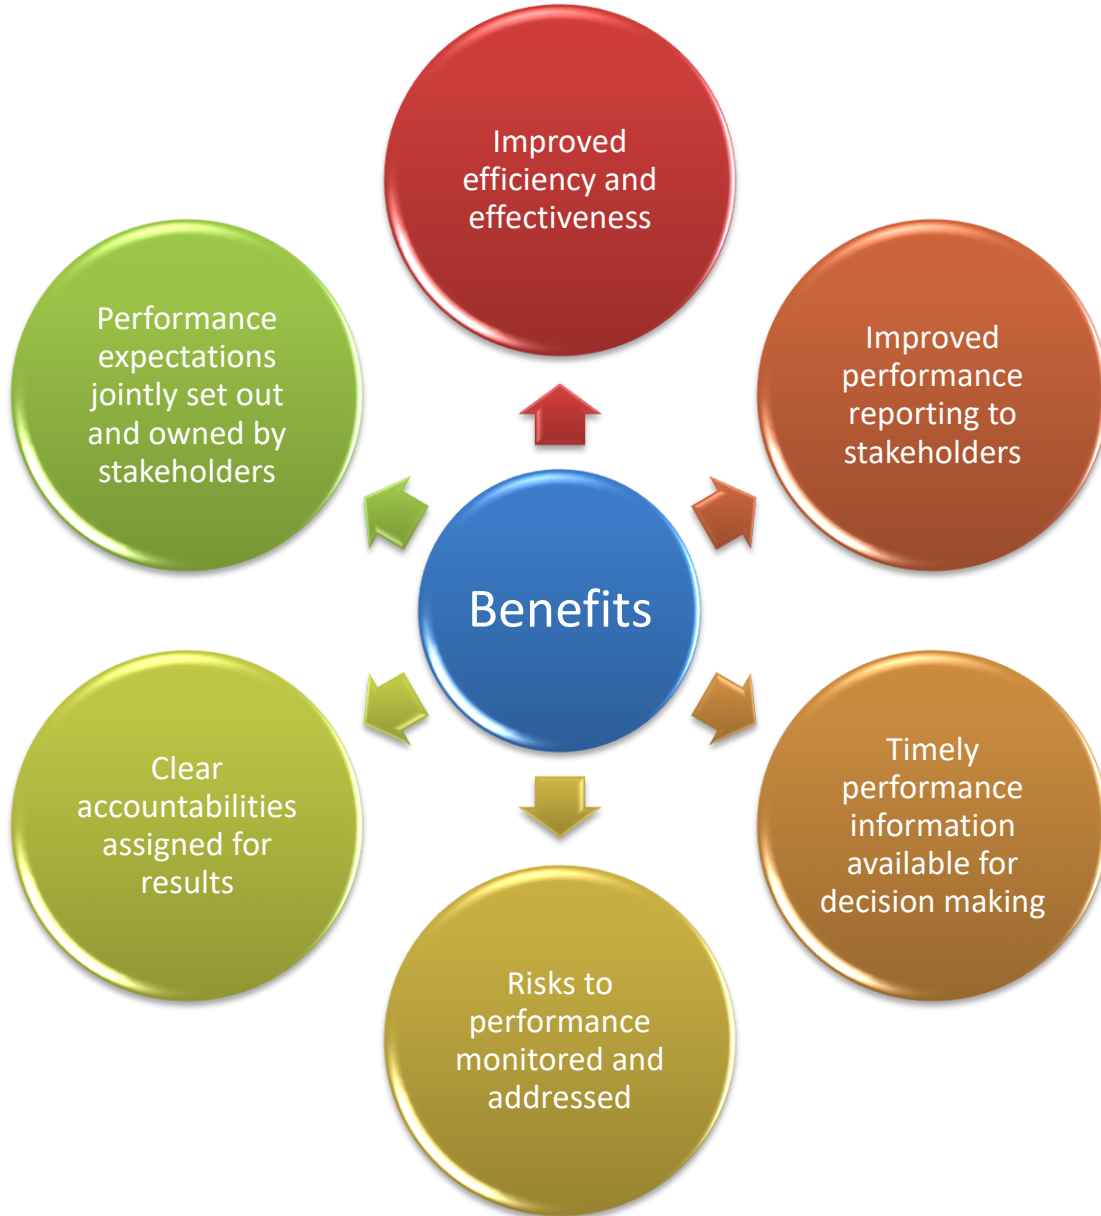 Improved
efficiency and
effectiveness
Improved
performance
reporting to
stakeholders
Timely
performance
information
available for
decision making
Risks to
performance
monitored and
addressed
Clear
accountabilities
assigned for
results
Performance
expectations
jointly set out
and owned by
stakeholders
Benefits